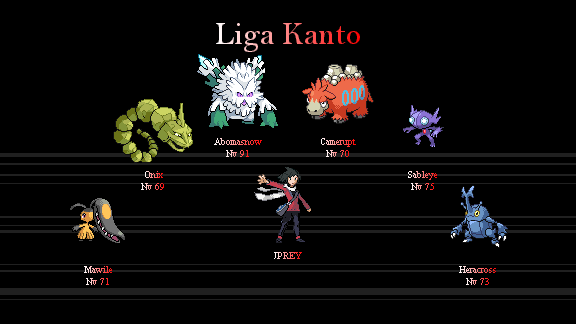 Liga Kanto
Abomasnow
Nv 91
Camerupt
Nv 70
Onix
Nv 69
Sableye
Nv 75
JPREY
Mawile
Nv 71
Heracross
Nv 73